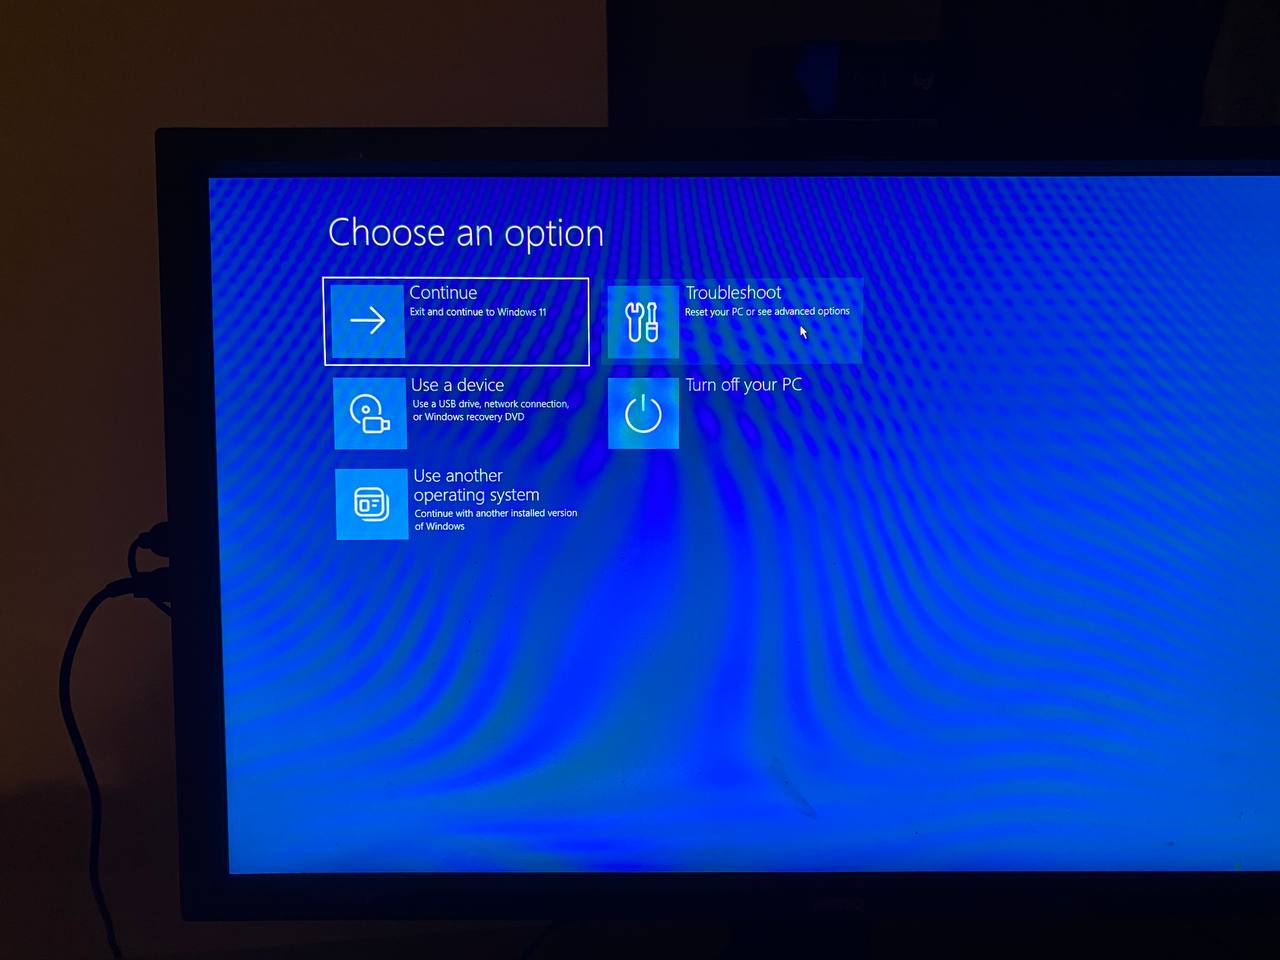 Choose an option
Continue
Exit and continue to Windows 11
Troubleshoot
Reset your PC or see advanced options
Use a device
Use a USB drive, network connection,
or Windows recovery DVD
Turn off your PC
Use another
operating system
Continue with another installed version
of Windows